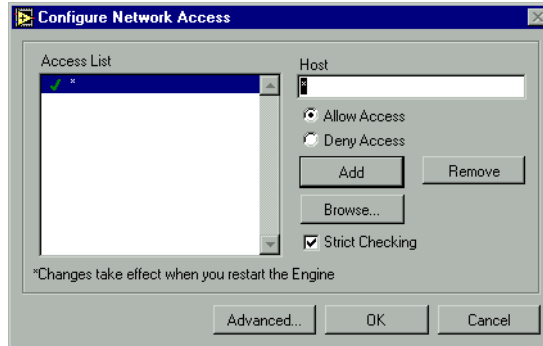 Configure Network Access
Access List
Host
*
*
Allow Access
Deny Access
Add
Remove
Browse...
Strict Checking
*Changes take effect when you restart the Engine
Advanced...
OK
Cancel